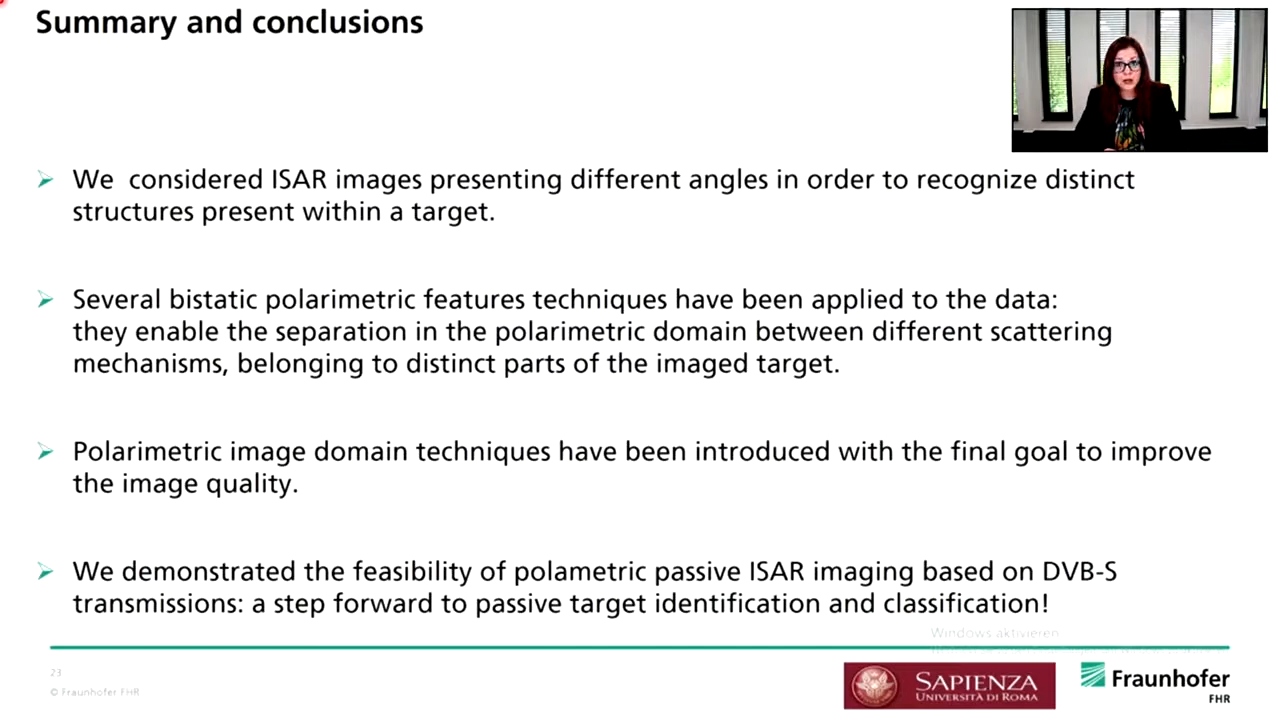 Summary and conclusions
We considered ISAR images presenting different angles in order to recognize distinct
structures present within a target.
Several bistatic polarimetric features techniques have been applied to the data:
they enable the separation in the polarimetric domain between different scattering
mechanisms, belonging to distinct parts of the imaged target.
Polarimetric image domain techniques have been introduced with the final goal to improve
the image quality.
We demonstrated the feasibility of polametric passive ISAR imaging based on DVB-S
transmissions: a step forward to passive target identification and classification!
Windows aktivieren
23
© Fraunhofer FHR
SAPIENZA
UNIVERSITÀ DI ROMA
Fraunhofer
FHR